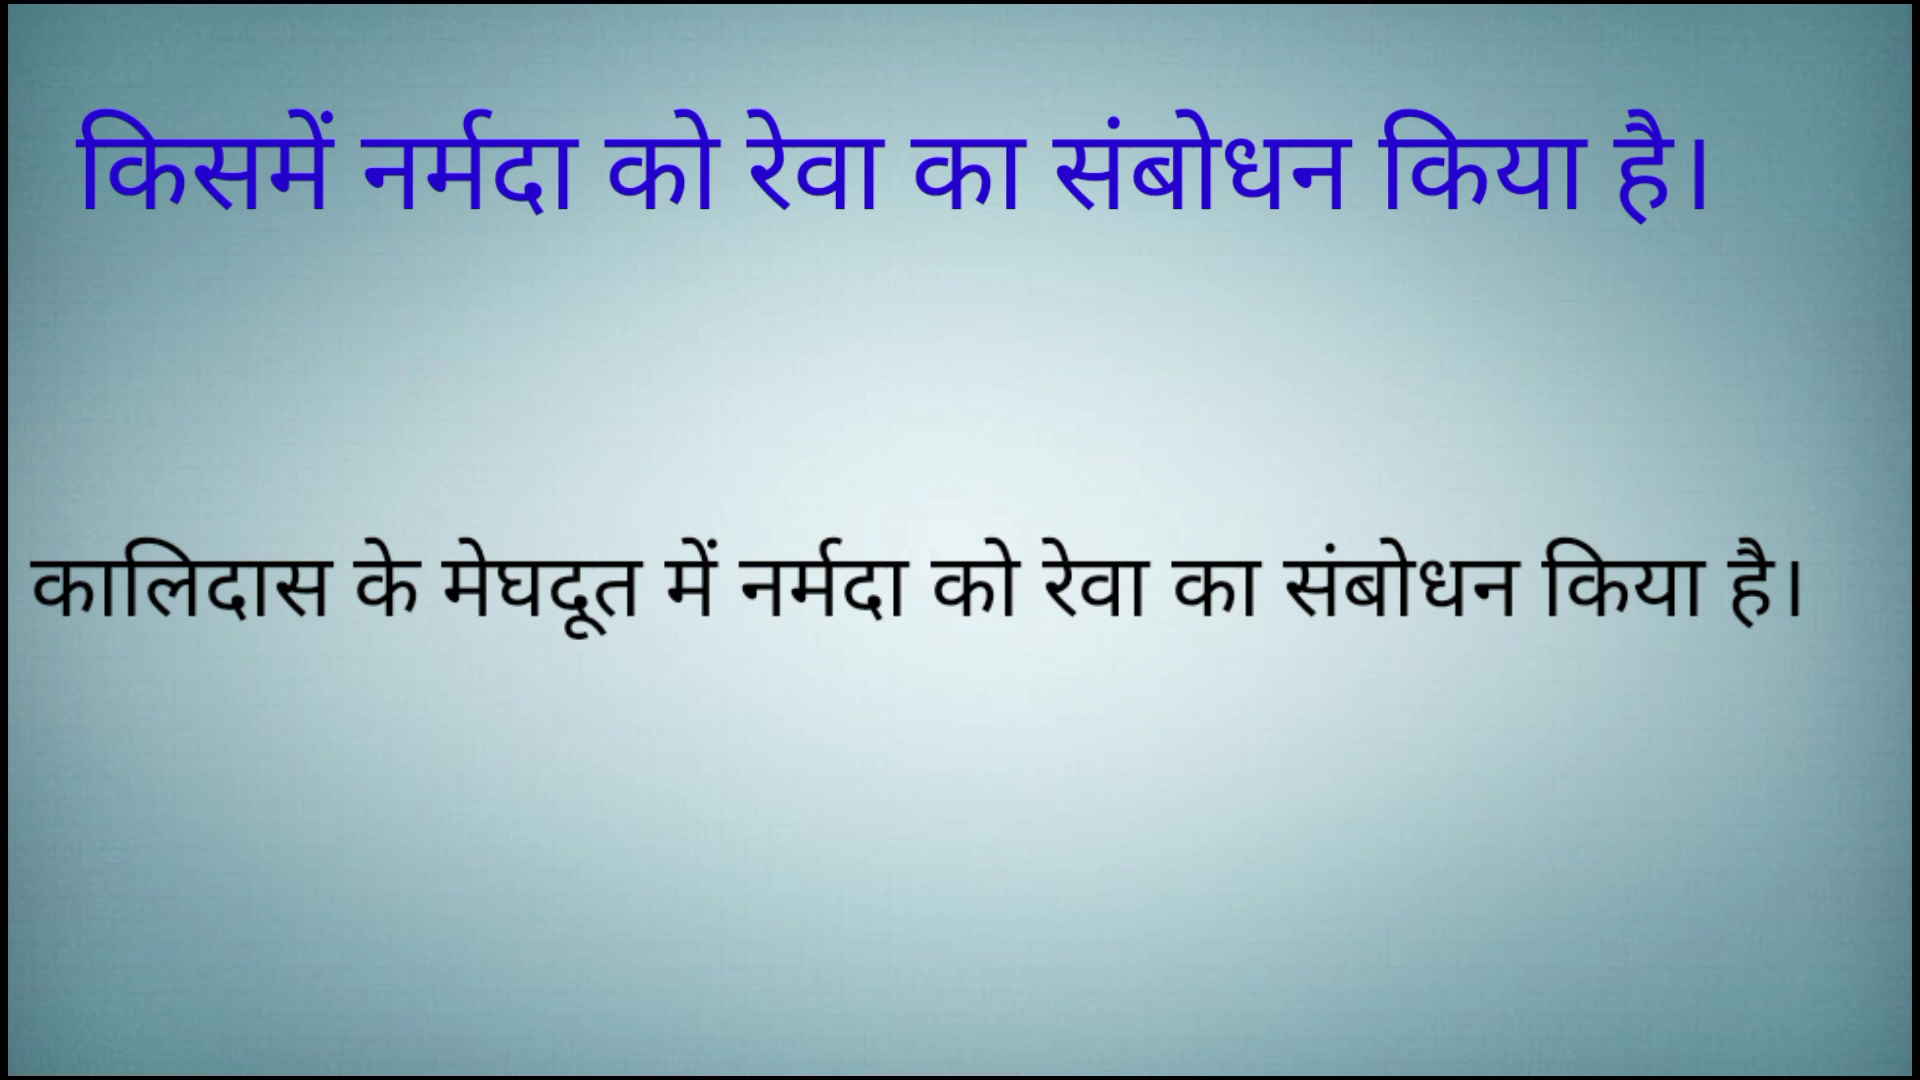 किसमें नर्मदा को रेवा का संबोधन किया है।
कालिदास के मेघदूत में नर्मदा को रेवा का संबोधन किया है।